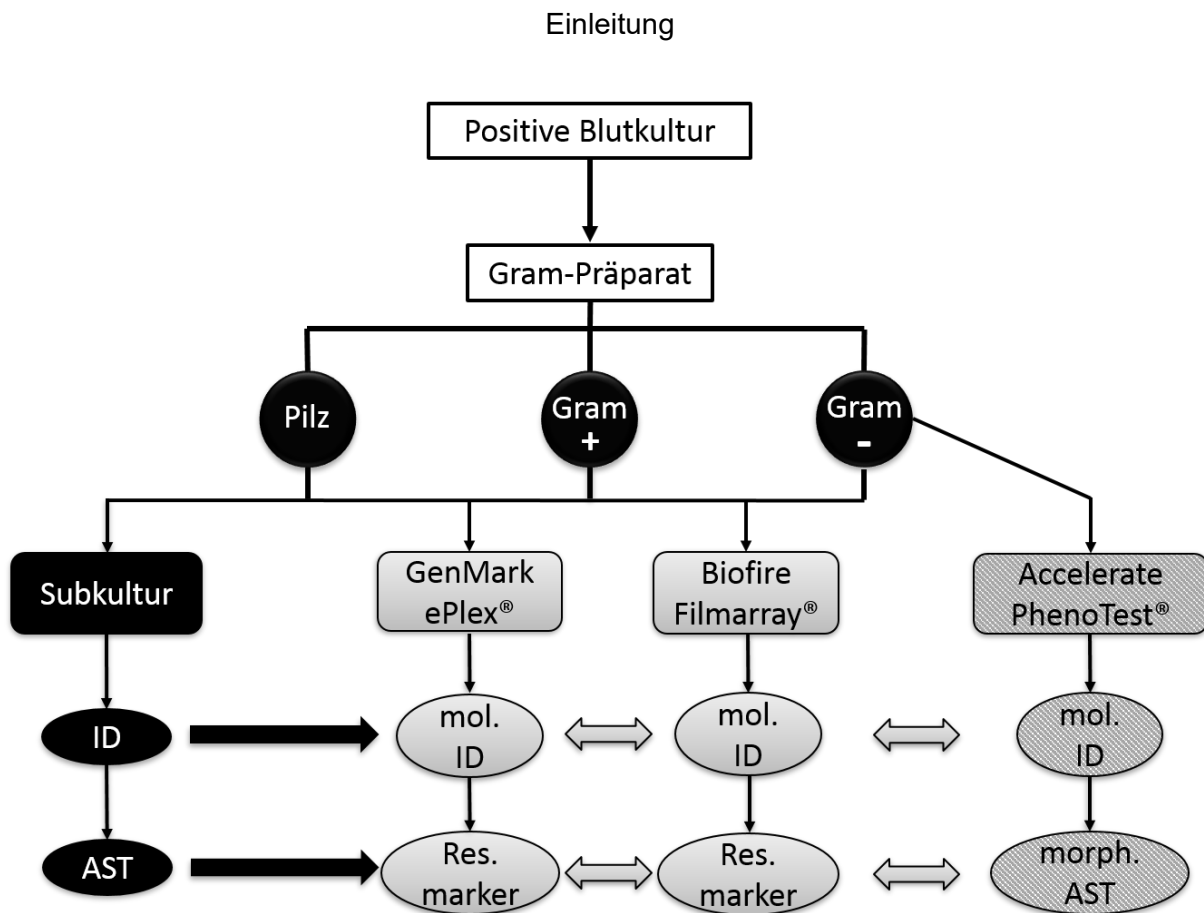 Einleitung
Positive Blutkultur
Gram-Präparat
Pilz
Gram
+
Gram
-
Subkultur
GenMark
ePlex®
Biofire
Filmarray®
Accelerate
PhenoTest®
ID
mol.
ID
mol.
ID
mol.
ID
AST
Res.
marker
Res.
marker
morph.
AST